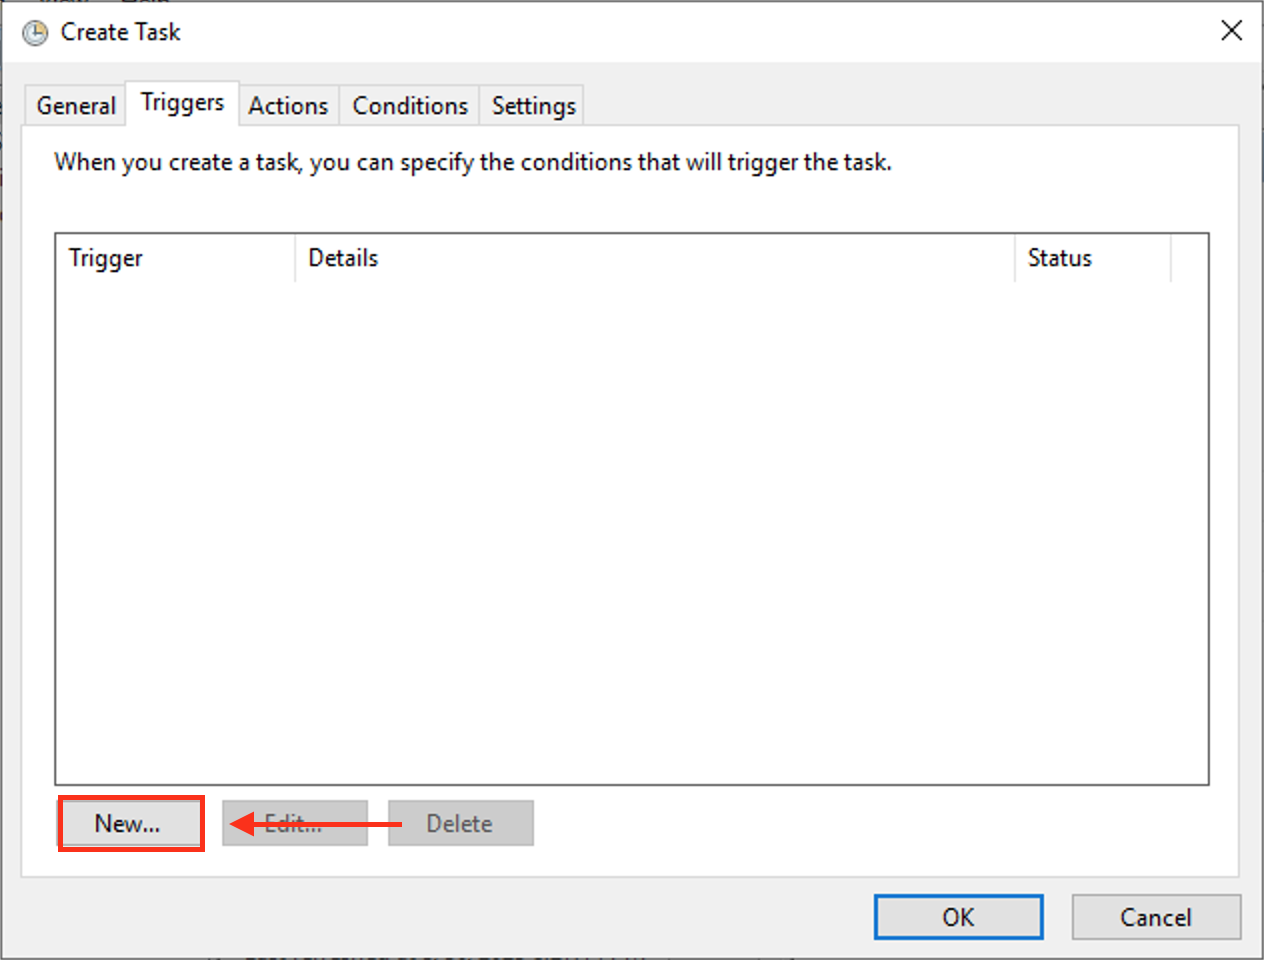 Create Task
General Triggers Actions Conditions Settings
When you create a task, you can specify the conditions that will trigger the task.
Trigger Details Status
New... Edit... Delete
OK Cancel